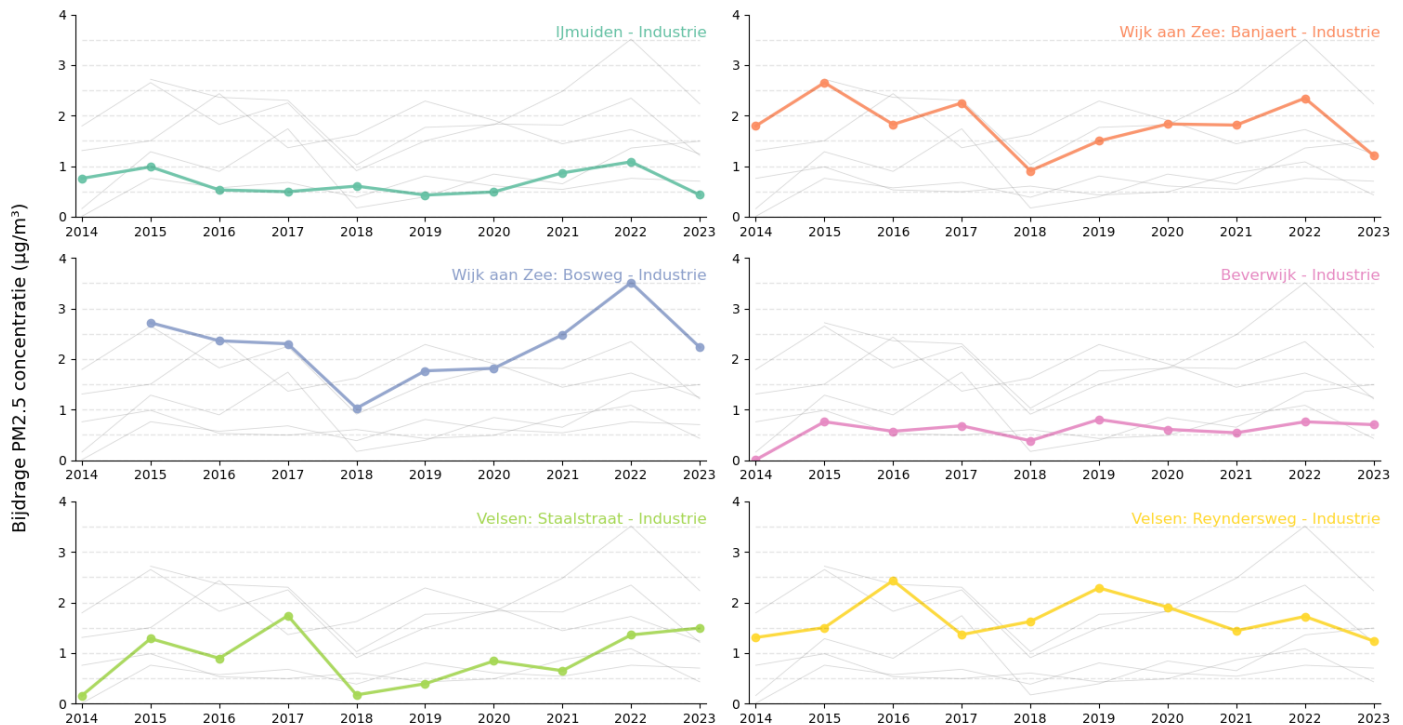 Bijdrage PM2.5 concentratie (µg/m³)
IJmuiden - Industrie
4
3
2
1
0
2014 2015 2016 2017 2018 2019 2020 2021 2022 2023
Wijk aan Zee: Banjaert - Industrie
4
3
2
1
0
2014 2015 2016 2017 2018 2019 2020 2021 2022 2023
Wijk aan Zee: Bosweg - Industrie
4
3
2
1
0
2014 2015 2016 2017 2018 2019 2020 2021 2022 2023
Beverwijk - Industrie
4
3
2
1
0
2014 2015 2016 2017 2018 2019 2020 2021 2022 2023
Velsen: Staalstraat - Industrie
4
3
2
1
0
2014 2015 2016 2017 2018 2019 2020 2021 2022 2023
Velsen: Reyndersweg - Industrie
4
3
2
1
0
2014 2015 2016 2017 2018 2019 2020 2021 2022 2023